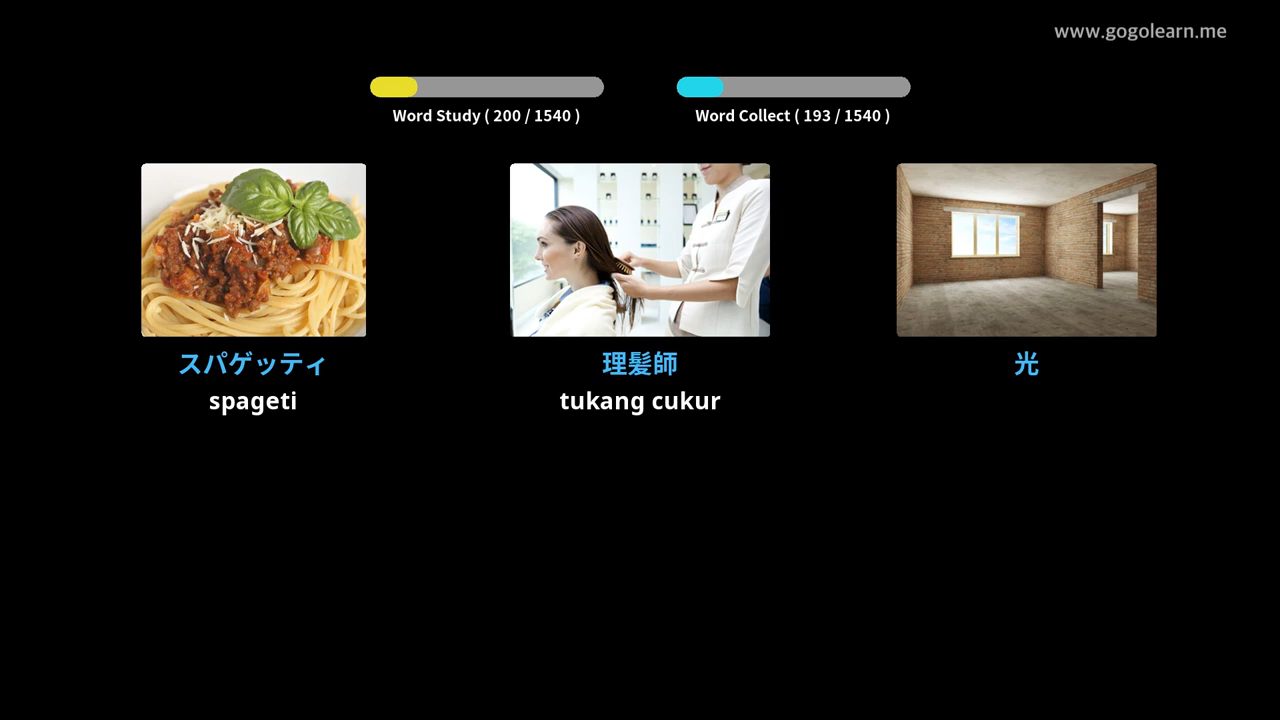 www.gogolearn.me
Word Study ( 200 / 1540 )
Word Collect ( 193 / 1540 )
スパゲッティ
spageti
理髪師
tukang cukur
光